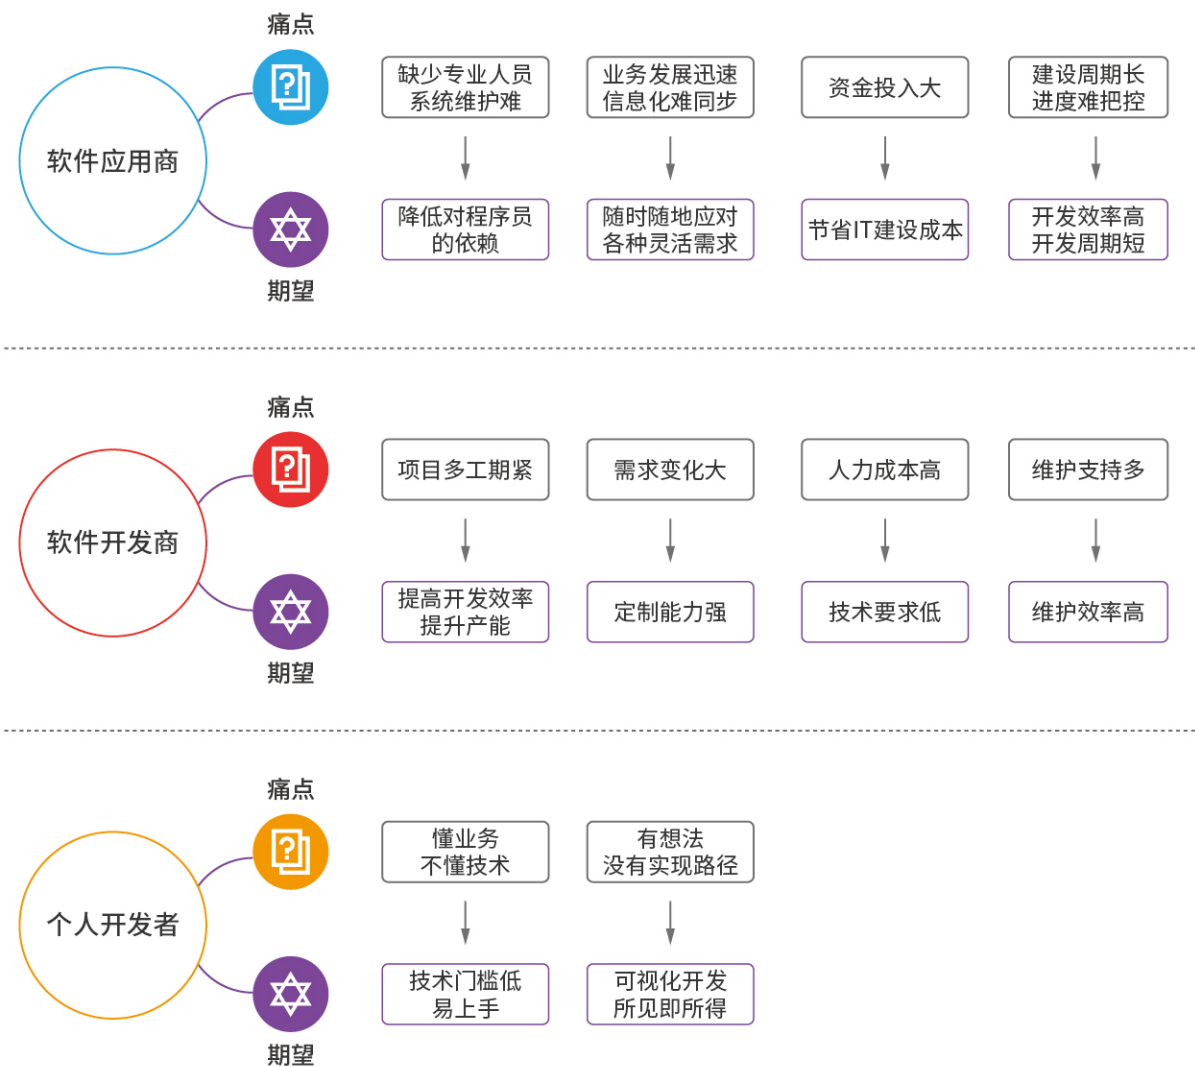 痛点
缺少专业人员
系统维护难
业务发展迅速
信息化难同步
资金投入大
建设周期长
进度难把控
软件应用商
降低对程序员
的依赖
随时随地应对
各种灵活需求
节省IT建设成本
开发效率高
开发周期短
期望
痛点
项目多工期紧
需求变化大
人力成本高
维护支持多
软件开发商
提高开发效率
提升产能
定制能力强
技术要求低
维护效率高
期望
痛点
懂业务
不懂技术
有想法
没有实现路径
个人开发者
技术门槛低
易上手
可视化开发
所见即所得
期望